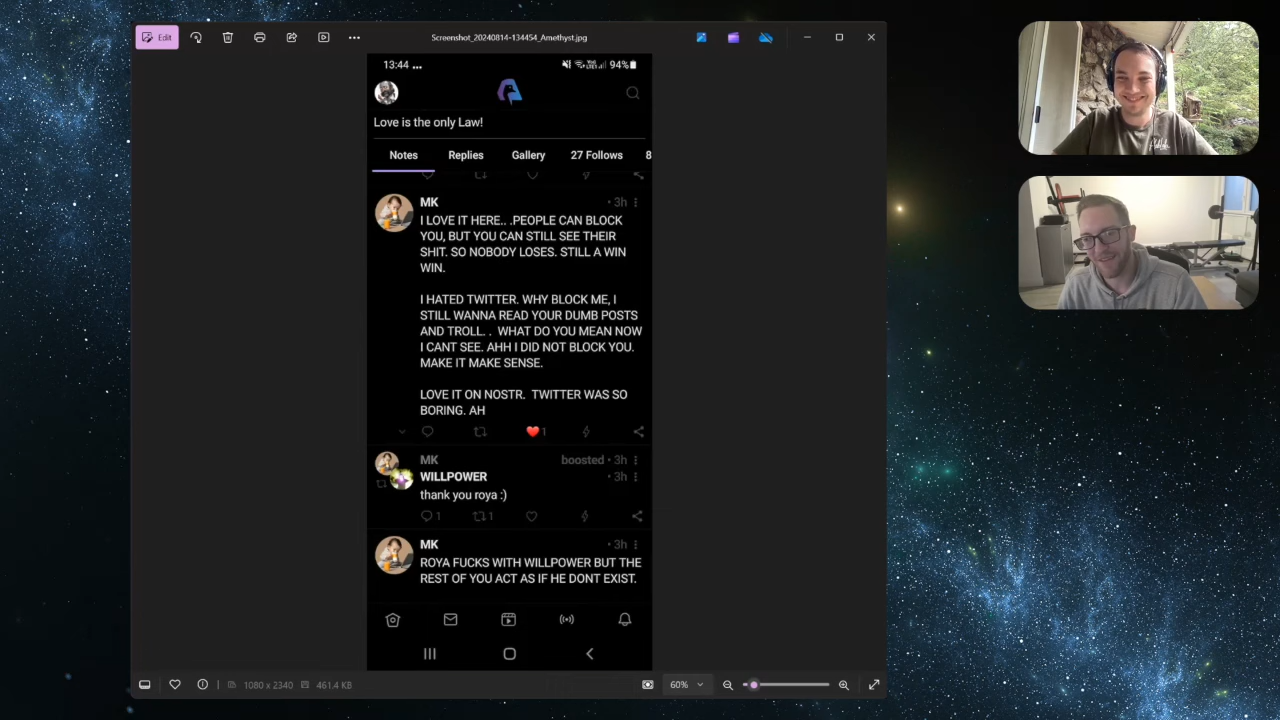 Edit
Screenshot_20240814-134454_Amethyst.jpg
13:44 ...
94%
Love is the only Law!
Notes Replies Gallery 27 Follows 8
MK • 3h
I LOVE IT HERE.. .PEOPLE CAN BLOCK
YOU, BUT YOU CAN STILL SEE THEIR
SHIT. SO NOBODY LOSES. STILL A WIN
WIN.
I HATED TWITTER. WHY BLOCK ME, I
STILL WANNA READ YOUR DUMB POSTS
AND TROLL. . WHAT DO YOU MEAN NOW
I CANT SEE. AHH I DID NOT BLOCK YOU.
MAKE IT MAKE SENSE.
LOVE IT ON NOSTR. TWITTER WAS SO
BORING. AH
1
MK boosted • 3h
WILLPOWER • 3h
thank you roya :)
1 1
MK • 3h
ROYA FUCKS WITH WILLPOWER BUT THE
REST OF YOU ACT AS IF HE DONT EXIST.
1080 x 2340 461.4 KB 60%